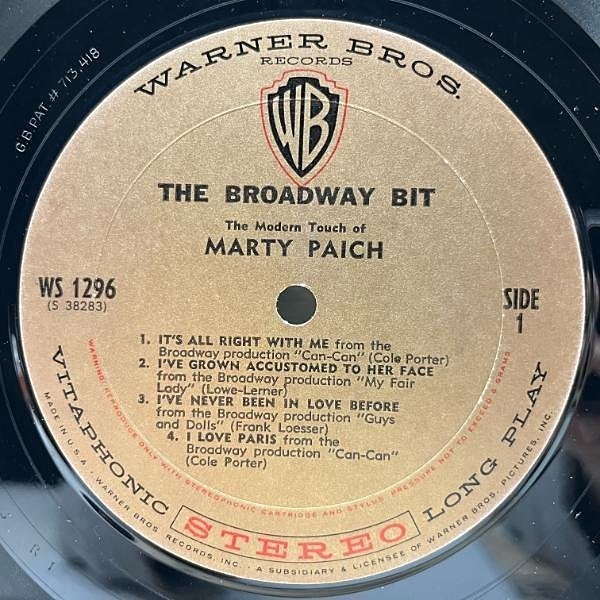 G.B PAT. # 713,418
WARNER BROS.
RECORDS
WB
THE BROADWAY BIT
The Modern Touch of
MARTY PAICH
WS 1296
(S 38283)
SIDE
1
1. IT'S ALL RIGHT WITH ME from the
Broadway production "Can-Can" (Cole Porter)
2. I'VE GROWN ACCUSTOMED TO HER FACE
from the Broadway production "My Fair
Lady" (Lowe-Lerner)
3. I'VE NEVER BEEN IN LOVE BEFORE
from the Broadway production "Guys
and Dolls" (Frank Loesser)
4. I LOVE PARIS from the
Broadway production "Can-Can"
(Cole Porter)
WARNING: REPRODUCE ONLY WITH STEREOPHONIC CARTRIDGE AND STYLUS. PRESSURE NOT TO EXCEED 6 GRAMS
VITAPHONIC STEREO LONG PLAY
MADE IN U.S.A. • WARNER BROS. RECORDS, INC. • A SUBSIDIARY & LICENSEE OF WARNER BROS. PICTURES, INC.
R I